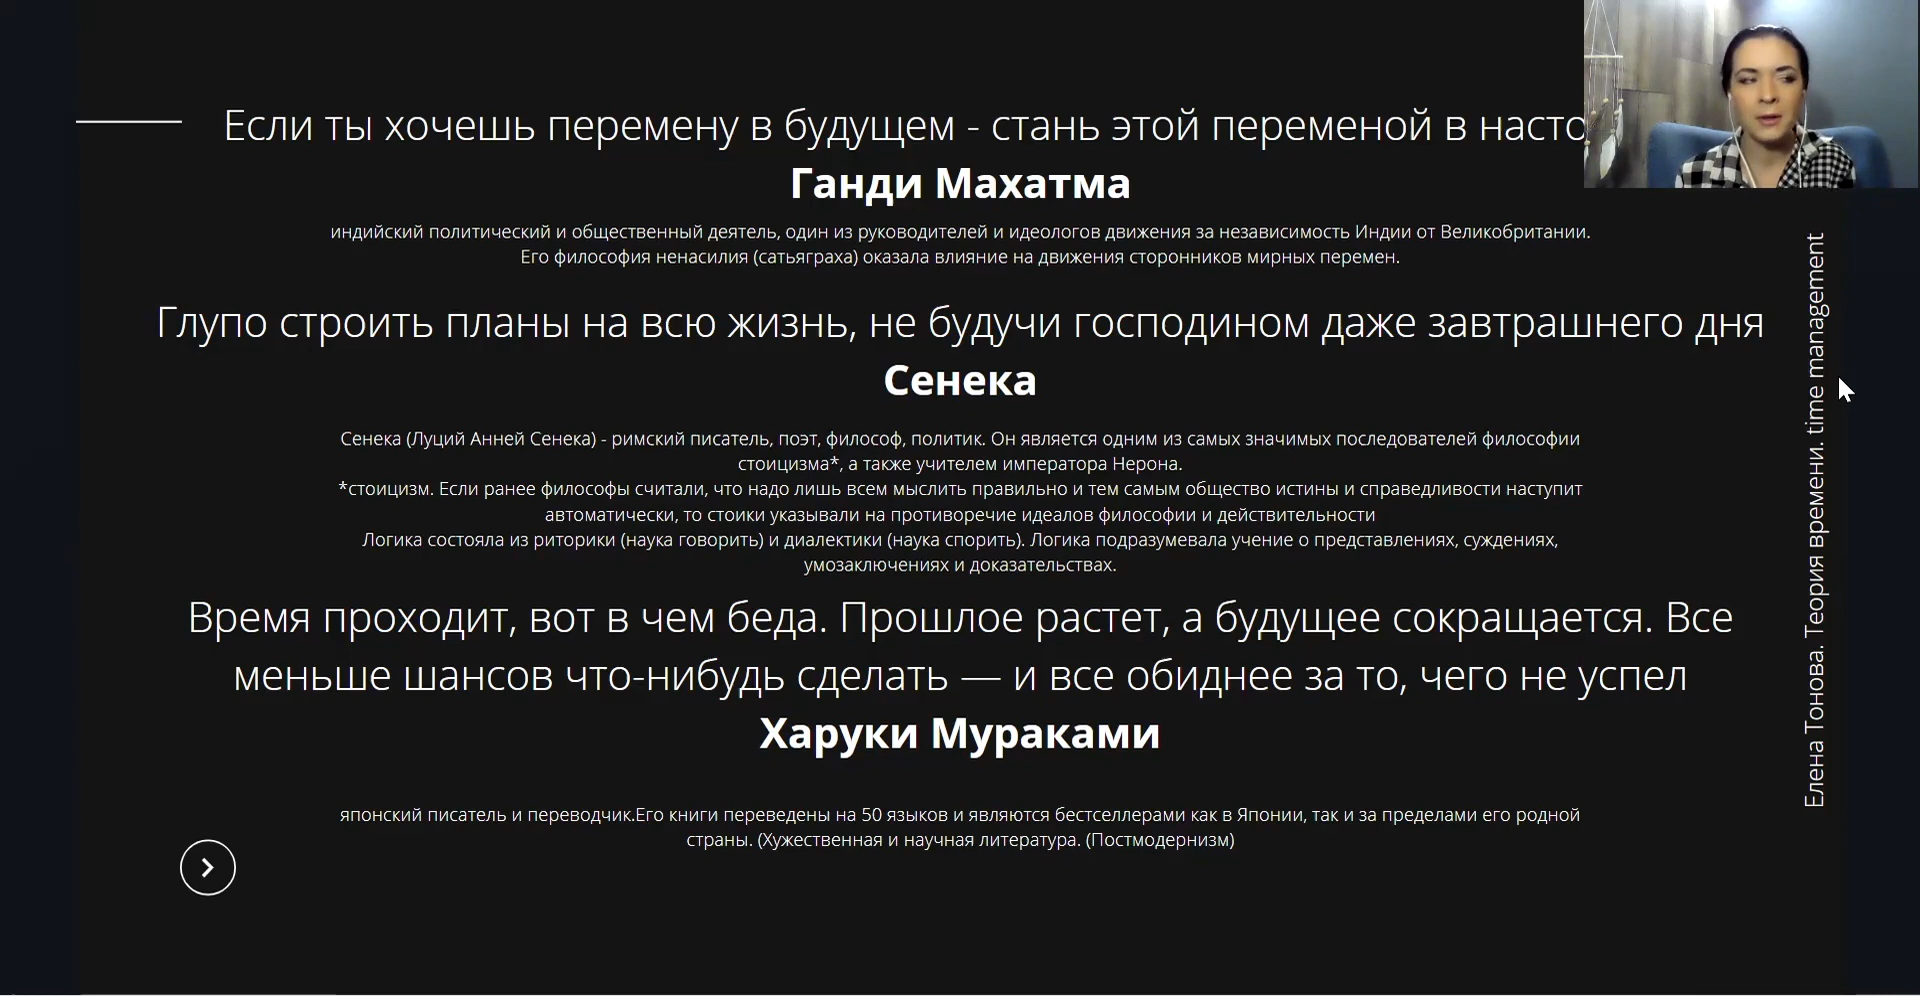 Если ты хочешь перемену в будущем - стань этой переменой в
Ганди Махатма
индийский политический и общественный деятель, один из руководителей и идеологов движения за независимость Индии от Великобритании.
Его философия ненасилия (сатьяграха) оказала влияние на движения сторонников мирных перемен.
Глупо строить планы на всю жизнь, не будучи господином даже завтрашнего дня
Сенека
Сенека (Луций Анней Сенека) - римский писатель, поэт, философ, политик. Он является одним из самых значимых последователей философии
стоицизма*, а также учителем императора Нерона.
*стоицизм. Если ранее философы считали, что надо лишь всем мыслить правильно и тем самым общество истины и справедливости наступит
автоматически, то стоики указывали на противоречие идеалов философии и действительности
Логика состояла из риторики (наука говорить) и диалектики (наука спорить). Логика подразумевала учение о представлениях, суждениях,
умозаключениях и доказательствах.
Время проходит, вот в чем беда. Прошлое растет, а будущее сокращается. Все
меньше шансов что-нибудь сделать — и все обиднее за то, чего не успел
Харуки Мураками
японский писатель и переводчик.Его книги переведены на 50 языков и являются бестселлерами как в Японии, так и за пределами его родной
страны. (Хужественная и научная литература. (Постмодернизм)
Елена Тонова. Теория времени. time management